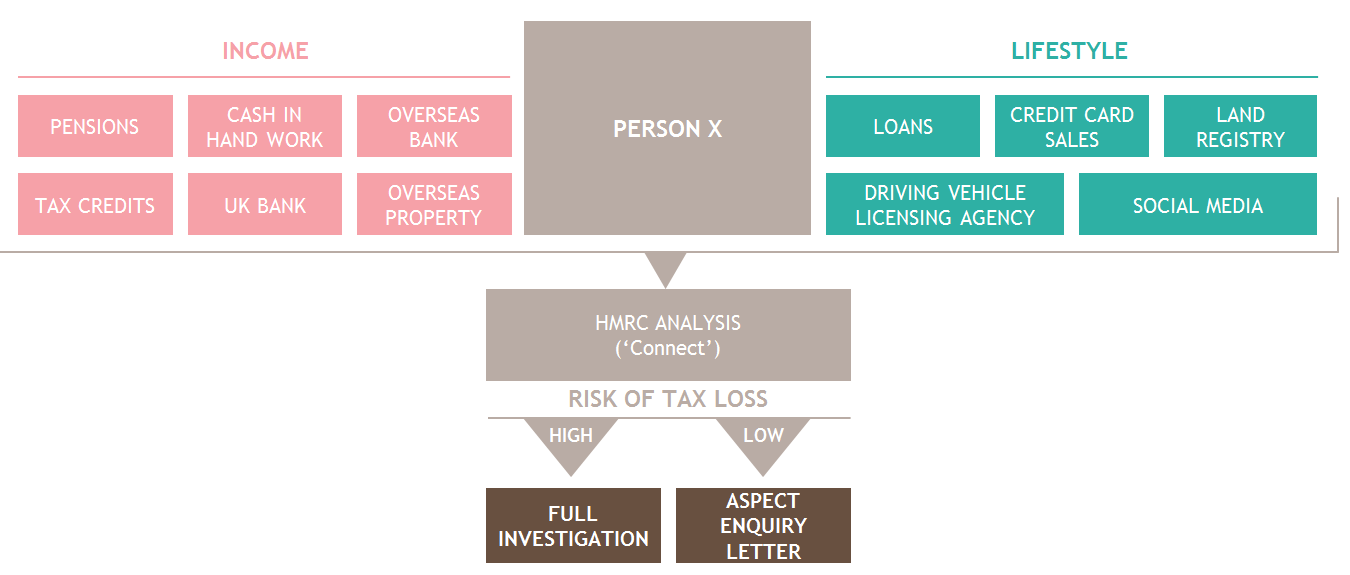 INCOME
PENSIONS
CASH IN
HAND WORK
OVERSEAS
BANK
TAX CREDITS
UK BANK
OVERSEAS
PROPERTY
PERSON X
LIFESTYLE
LOANS
CREDIT CARD
SALES
LAND
REGISTRY
DRIVING VEHICLE
LICENSING AGENCY
SOCIAL MEDIA
HMRC ANALYSIS
(‘Connect’)
RISK OF TAX LOSS
HIGH
LOW
FULL
INVESTIGATION
ASPECT
ENQUIRY
LETTER